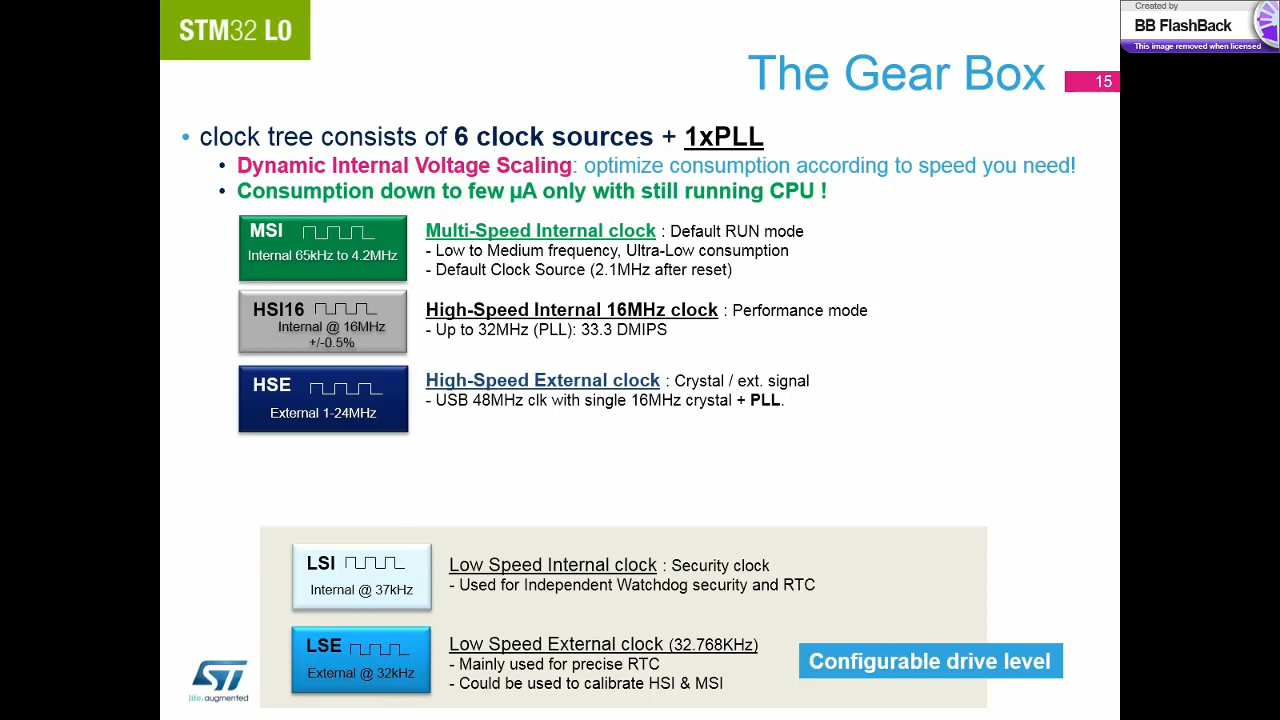 STM32 L0
Created by
BB FlashBack
This image removed when licensed
The Gear Box
15
• clock tree consists of 6 clock sources + 1xPLL
• Dynamic Internal Voltage Scaling: optimize consumption according to speed you need!
• Consumption down to few µA only with still running CPU !
MSI
Internal 65kHz to 4.2MHz
Multi-Speed Internal clock : Default RUN mode
- Low to Medium frequency, Ultra-Low consumption
- Default Clock Source (2.1MHz after reset)
HSI16
Internal @ 16MHz
+/-0.5%
High-Speed Internal 16MHz clock : Performance mode
- Up to 32MHz (PLL): 33.3 DMIPS
HSE
External 1-24MHz
High-Speed External clock : Crystal / ext. signal
- USB 48MHz clk with single 16MHz crystal + PLL.
LSI
Internal @ 37kHz
Low Speed Internal clock : Security clock
- Used for Independent Watchdog security and RTC
LSE
External @ 32kHz
Low Speed External clock (32.768KHz)
- Mainly used for precise RTC
- Could be used to calibrate HSI & MSI
Configurable drive level
ST
life.augmented